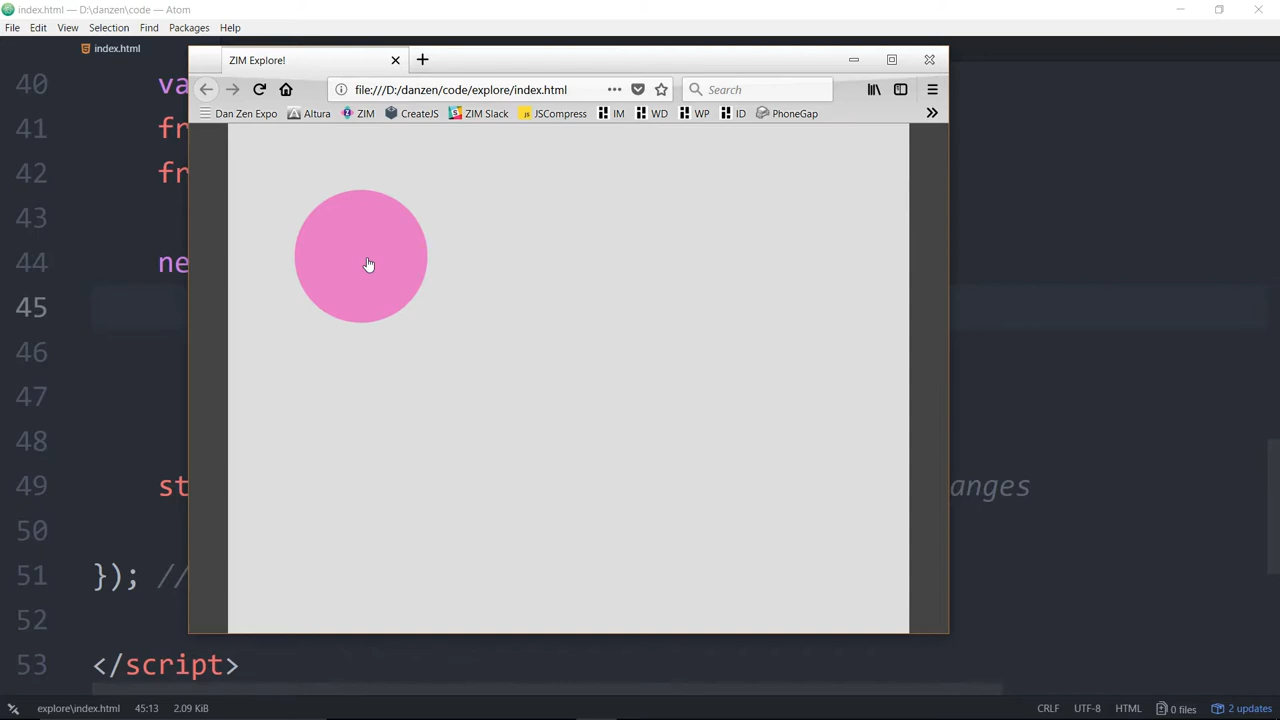 index.html — D:\danzen\code — Atom
File Edit View Selection Find Packages Help
index.html
ZIM Explore!
file:///D:/danzen/code/explore/index.html
Search
Dan Zen Expo Altura ZIM CreateJS ZIM Slack JSCompress IM WD WP ID PhoneGap
40 va
41 fr
42 fr
43
44 ne
45
46
47
48
49 st anges
50
51 }); //
52
53 </script>
explore\index.html 45:13 2.09 KiB CRLF UTF-8 HTML 0 files 2 updates